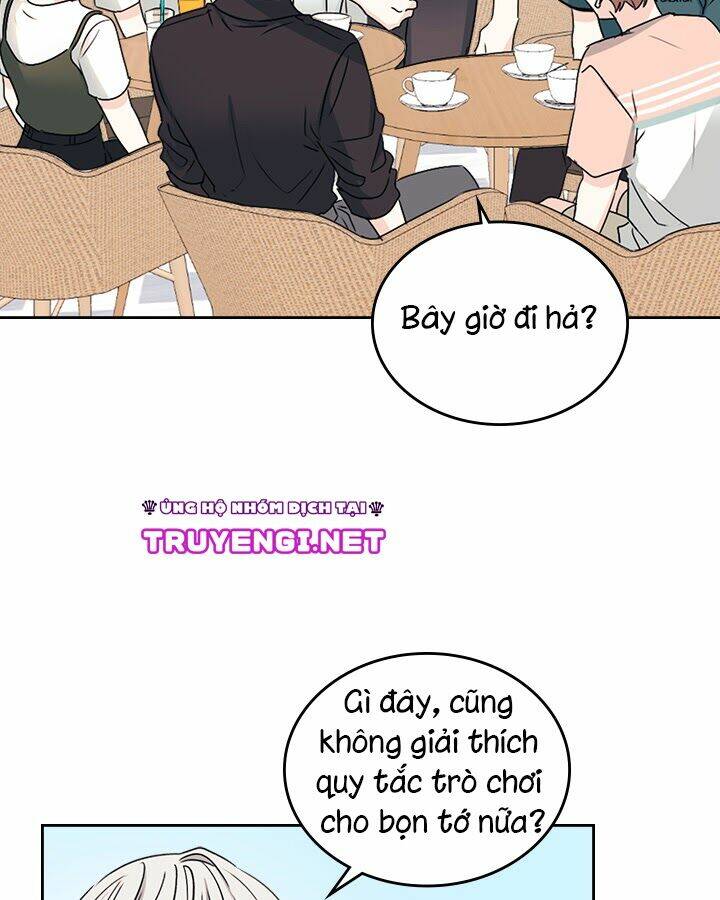 Bây giờ đi hả?
ỦNG HỘ NHÓM DỊCH TẠI
TRUYENGI.NET
Gì đây, cũng
không giải thích
quy tắc trò chơi
cho bọn tớ nữa?